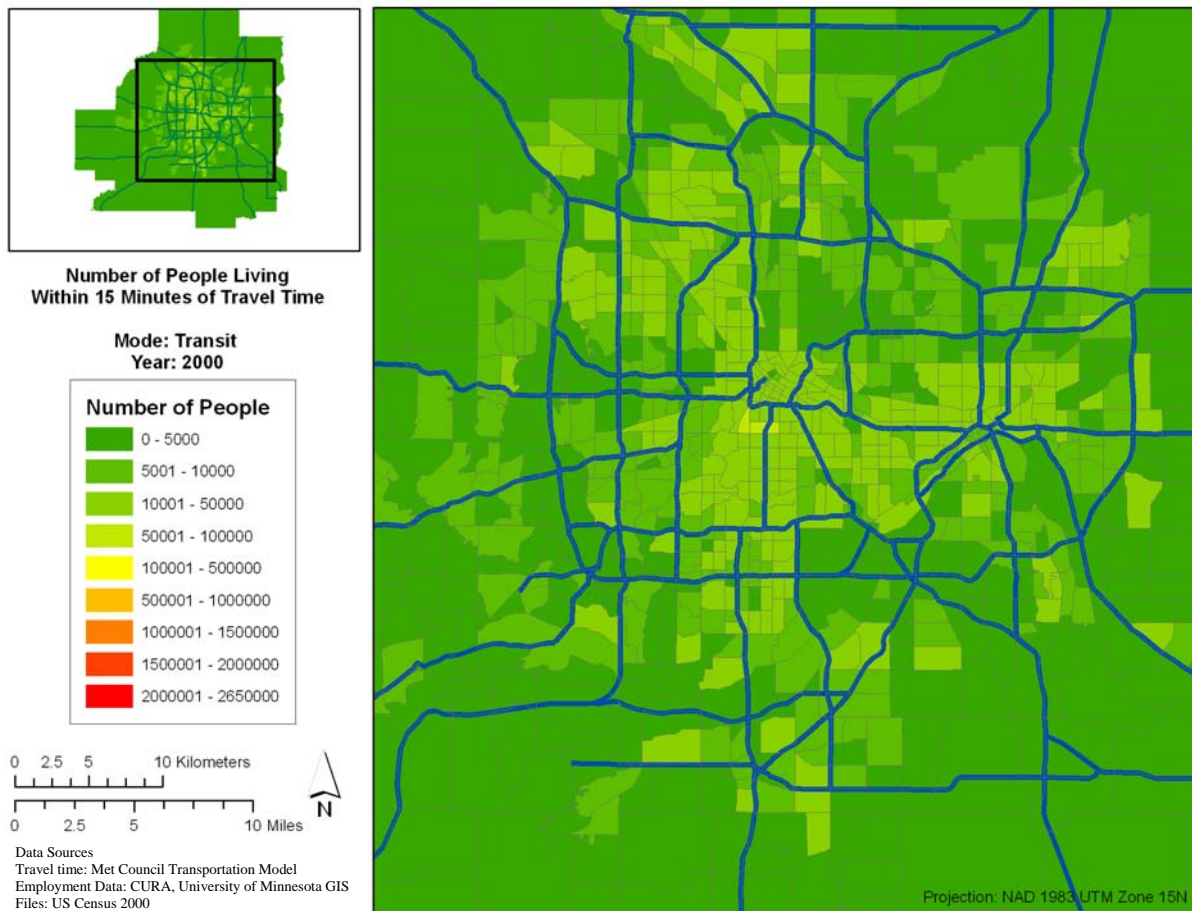 Number of People Living
Within 15 Minutes of Travel Time
Mode: Transit
Year: 2000
Number of People
0 - 5000
5001 - 10000
10001 - 50000
50001 - 100000
100001 - 500000
500001 - 1000000
1000001 - 1500000
1500001 - 2000000
2000001 - 2650000
0 2.5 5 10 Kilometers
0 2.5 5 10 Miles
N
Data Sources
Travel time: Met Council Transportation Model
Employment Data: CURA, University of Minnesota GIS
Files: US Census 2000
Projection: NAD 1983 UTM Zone 15N